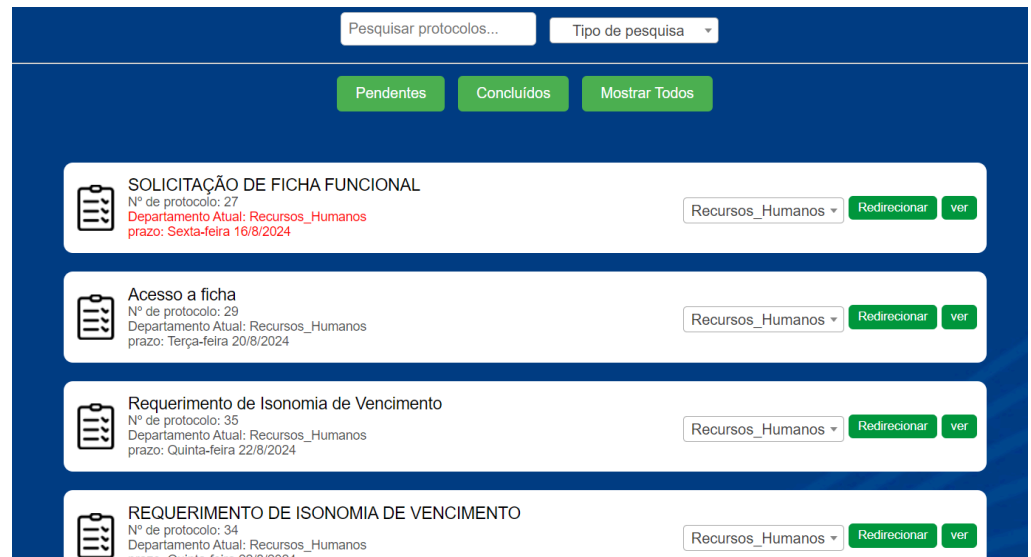 Pesquisar protocolos...
Tipo de pesquisa
Pendentes
Concluídos
Mostrar Todos
SOLICITAÇÃO DE FICHA FUNCIONAL
Nº de protocolo: 27
Departamento Atual: Recursos_Humanos
prazo: Sexta-feira 16/8/2024
Recursos_Humanos
Redirecionar
ver
Acesso a ficha
Nº de protocolo: 29
Departamento Atual: Recursos_Humanos
prazo: Terça-feira 20/8/2024
Recursos_Humanos
Redirecionar
ver
Requerimento de Isonomia de Vencimento
Nº de protocolo: 35
Departamento Atual: Recursos_Humanos
prazo: Quinta-feira 22/8/2024
Recursos_Humanos
Redirecionar
ver
REQUERIMENTO DE ISONOMIA DE VENCIMENTO
Nº de protocolo: 34
Departamento Atual: Recursos_Humanos
Recursos_Humanos
Redirecionar
ver